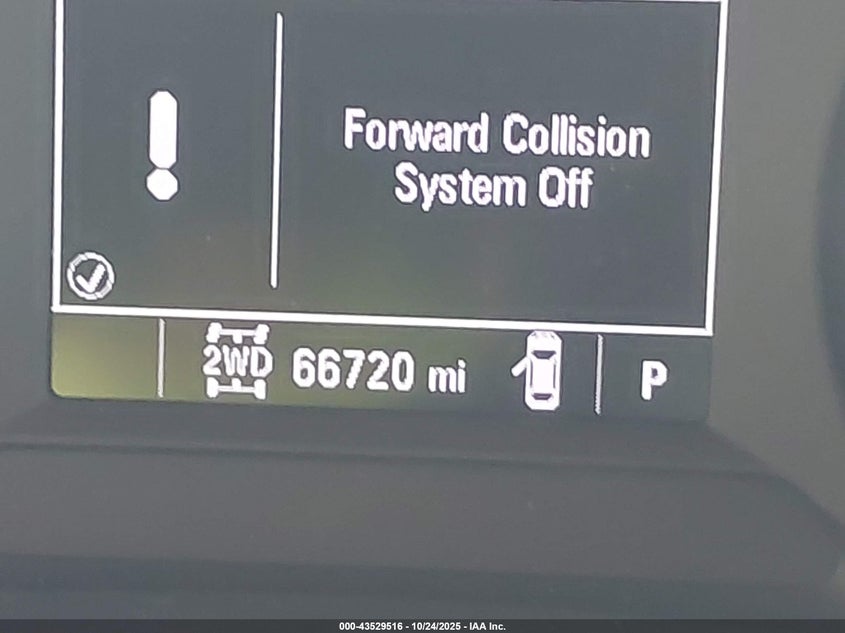 Forward Collision
System Off
2WD 66720 mi P
000-43529516 - 10/24/2025 - IAA Inc.